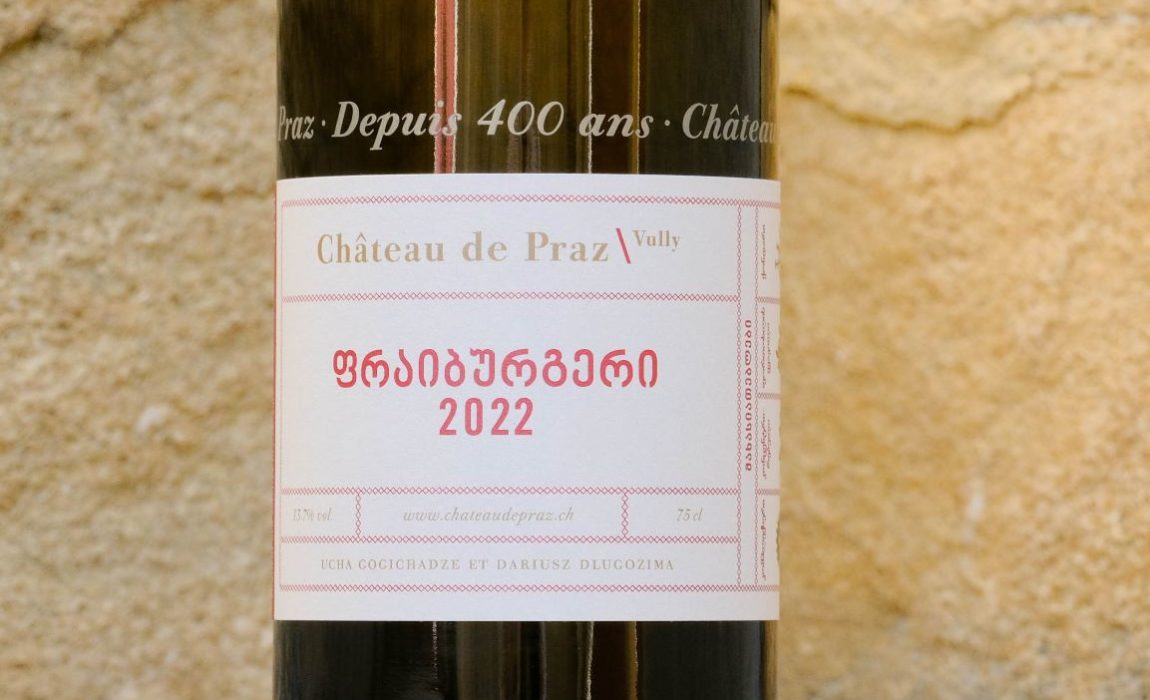 Praz · Depuis 400 ans · Château
Château de Praz \ Vully
ფრაიბურგერი
2022
13.7% vol
www.chateaudepraz.ch
75 cl
UCHA GOGICHADZE ET DARIUSZ DLUGOZIMA
მახასიათებლები